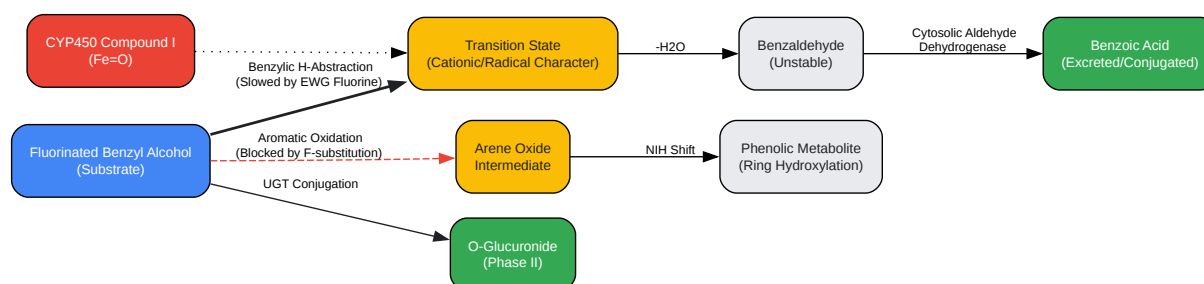 CYP450 Compound I
(Fe=O)
Transition State
(Cationic/Radical Character)
-H2O
Benzaldehyde
(Unstable)
Cytosolic Aldehyde
Dehydrogenase
Benzoic Acid
(Excreted/Conjugated)
Benzylic H-Abstraction
(Slowed by EWG Fluorine)
Fluorinated Benzyl Alcohol
(Substrate)
Aromatic Oxidation
(Blocked by F-substitution)
Arene Oxide
Intermediate
NIH Shift
Phenolic Metabolite
(Ring Hydroxylation)
UGT Conjugation
O-Glucuronide
(Phase II)